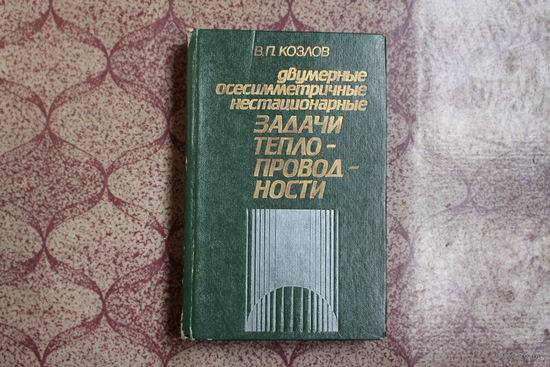 В.П. КОЗЛОВ
двумерные
осесимметричные
нестационарные
ЗАДАЧИ
ТЕПЛО-
ПРОВОД-
НОСТИ